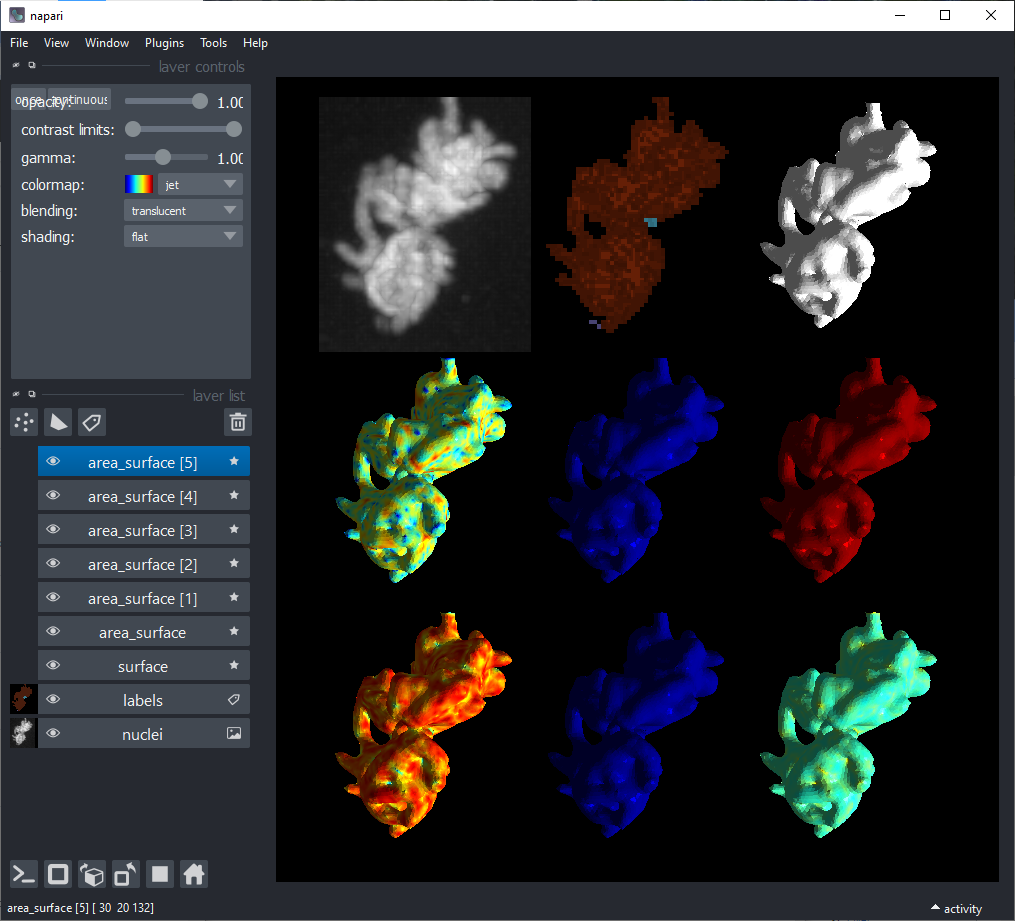 napari
File View Window Plugins Tools Help
layer controls
once continuous
opacity: 1.00
contrast limits:
gamma: 1.00
colormap: jet
blending: translucent
shading: flat
layer list
area_surface [5]
area_surface [4]
area_surface [3]
area_surface [2]
area_surface [1]
area_surface
surface
labels
nuclei
area_surface [5] [ 30 20 132]
activity